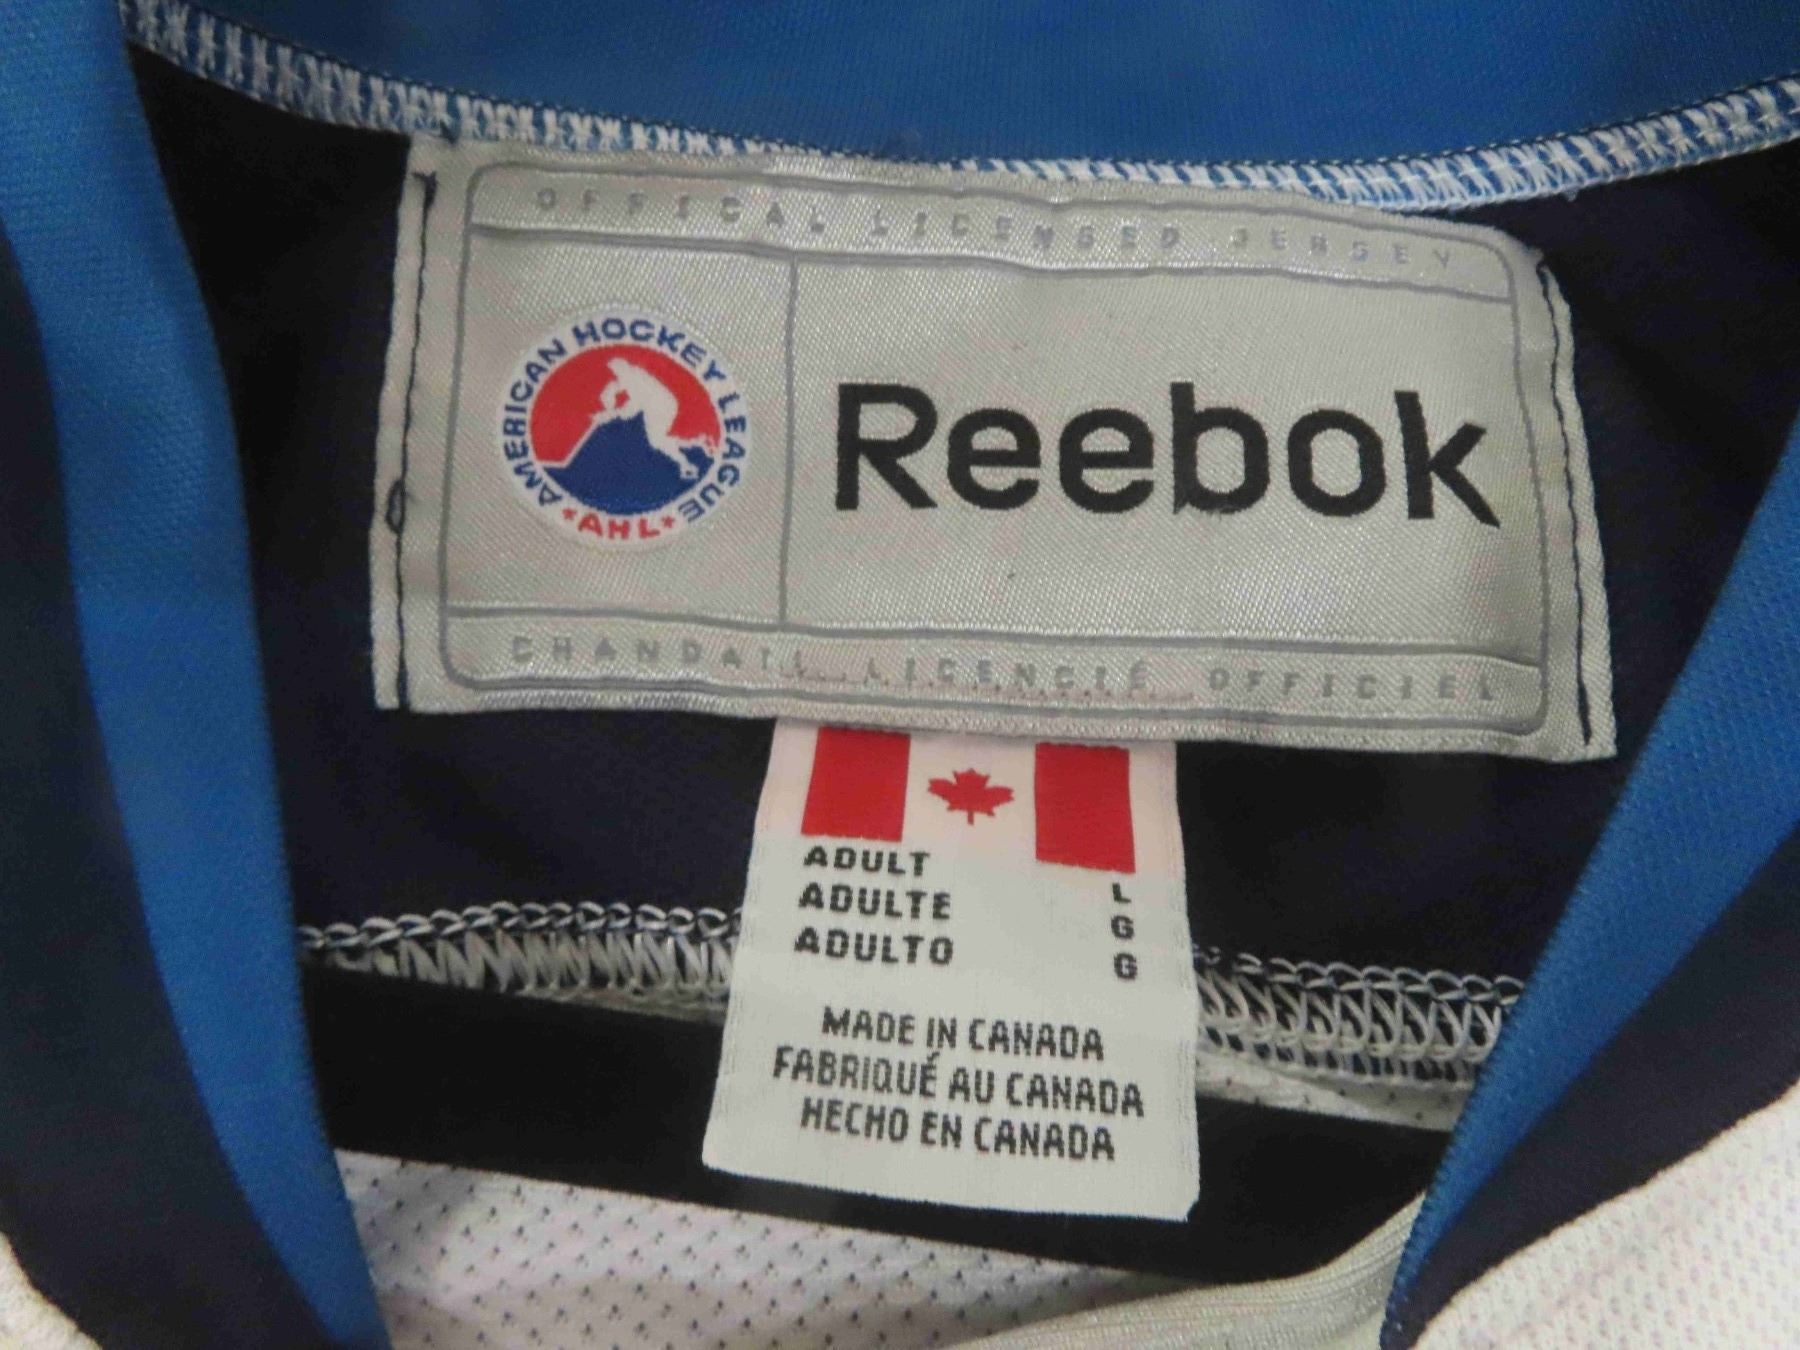 OFFICAL LICENSED JERSEY
AMERICAN HOCKEY LEAGUE
*AHL*
Reebok
CHANDAIL LICENCIÉ OFFICIEL
ADULT L
ADULTE G
ADULTO G
MADE IN CANADA
FABRIQUÉ AU CANADA
HECHO EN CANADA